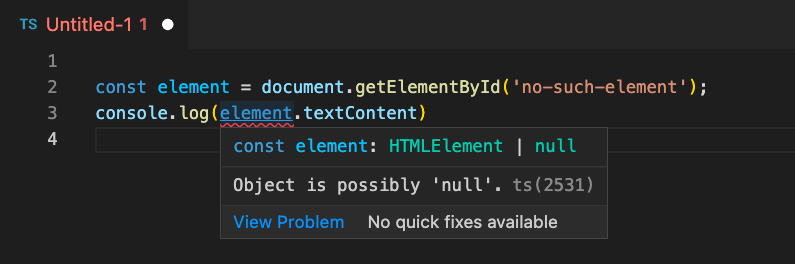 TS Untitled-1 1
1
2 const element = document.getElementById('no-such-element');
3 console.log(element.textContent)
4
const element: HTMLElement | null
Object is possibly 'null'. ts(2531)
View Problem No quick fixes available